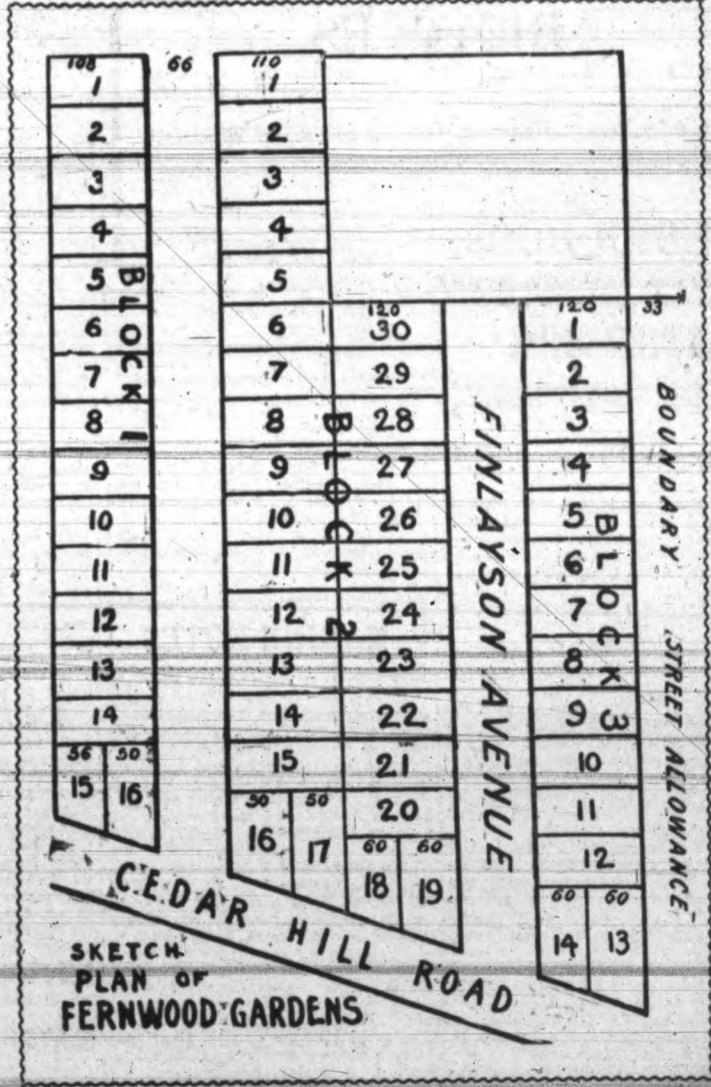 108 66 110
1 1
2 2
3 3
4 4
5 5
120 120 33
6 6 30
7 7 29 2
8 8 28 3
9 9 27 4
10 10 26 5
11 11 25 6
12 12 24 7
13 13 23 8
14 14 22 9
56 50
15 16 15 21 10
50 50
16 17 20 11
60 60
18 19 12
60 60
14 13
BLOCK 1
BLOCK 2
FINLAYSON AVENUE
BLOCK 3
BOUNDARY STREET ALLOWANCE
CEDAR HILL ROAD
SKETCH
PLAN OF
FERNWOOD GARDENS